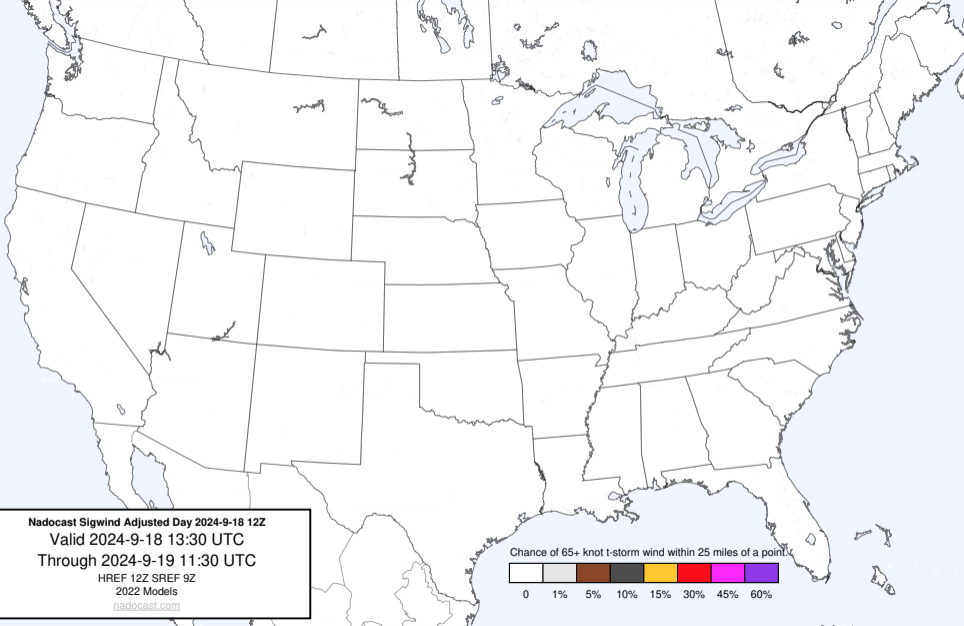 Nadocast Sigwind Adjusted Day 2024-9-18 12Z
Valid 2024-9-18 13:30 UTC
Through 2024-9-19 11:30 UTC
HREF 12Z SREF 9Z
2022 Models
nadocast.com
Chance of 65+ knot t-storm wind within 25 miles of a point.
0 1% 5% 10% 15% 30% 45% 60%